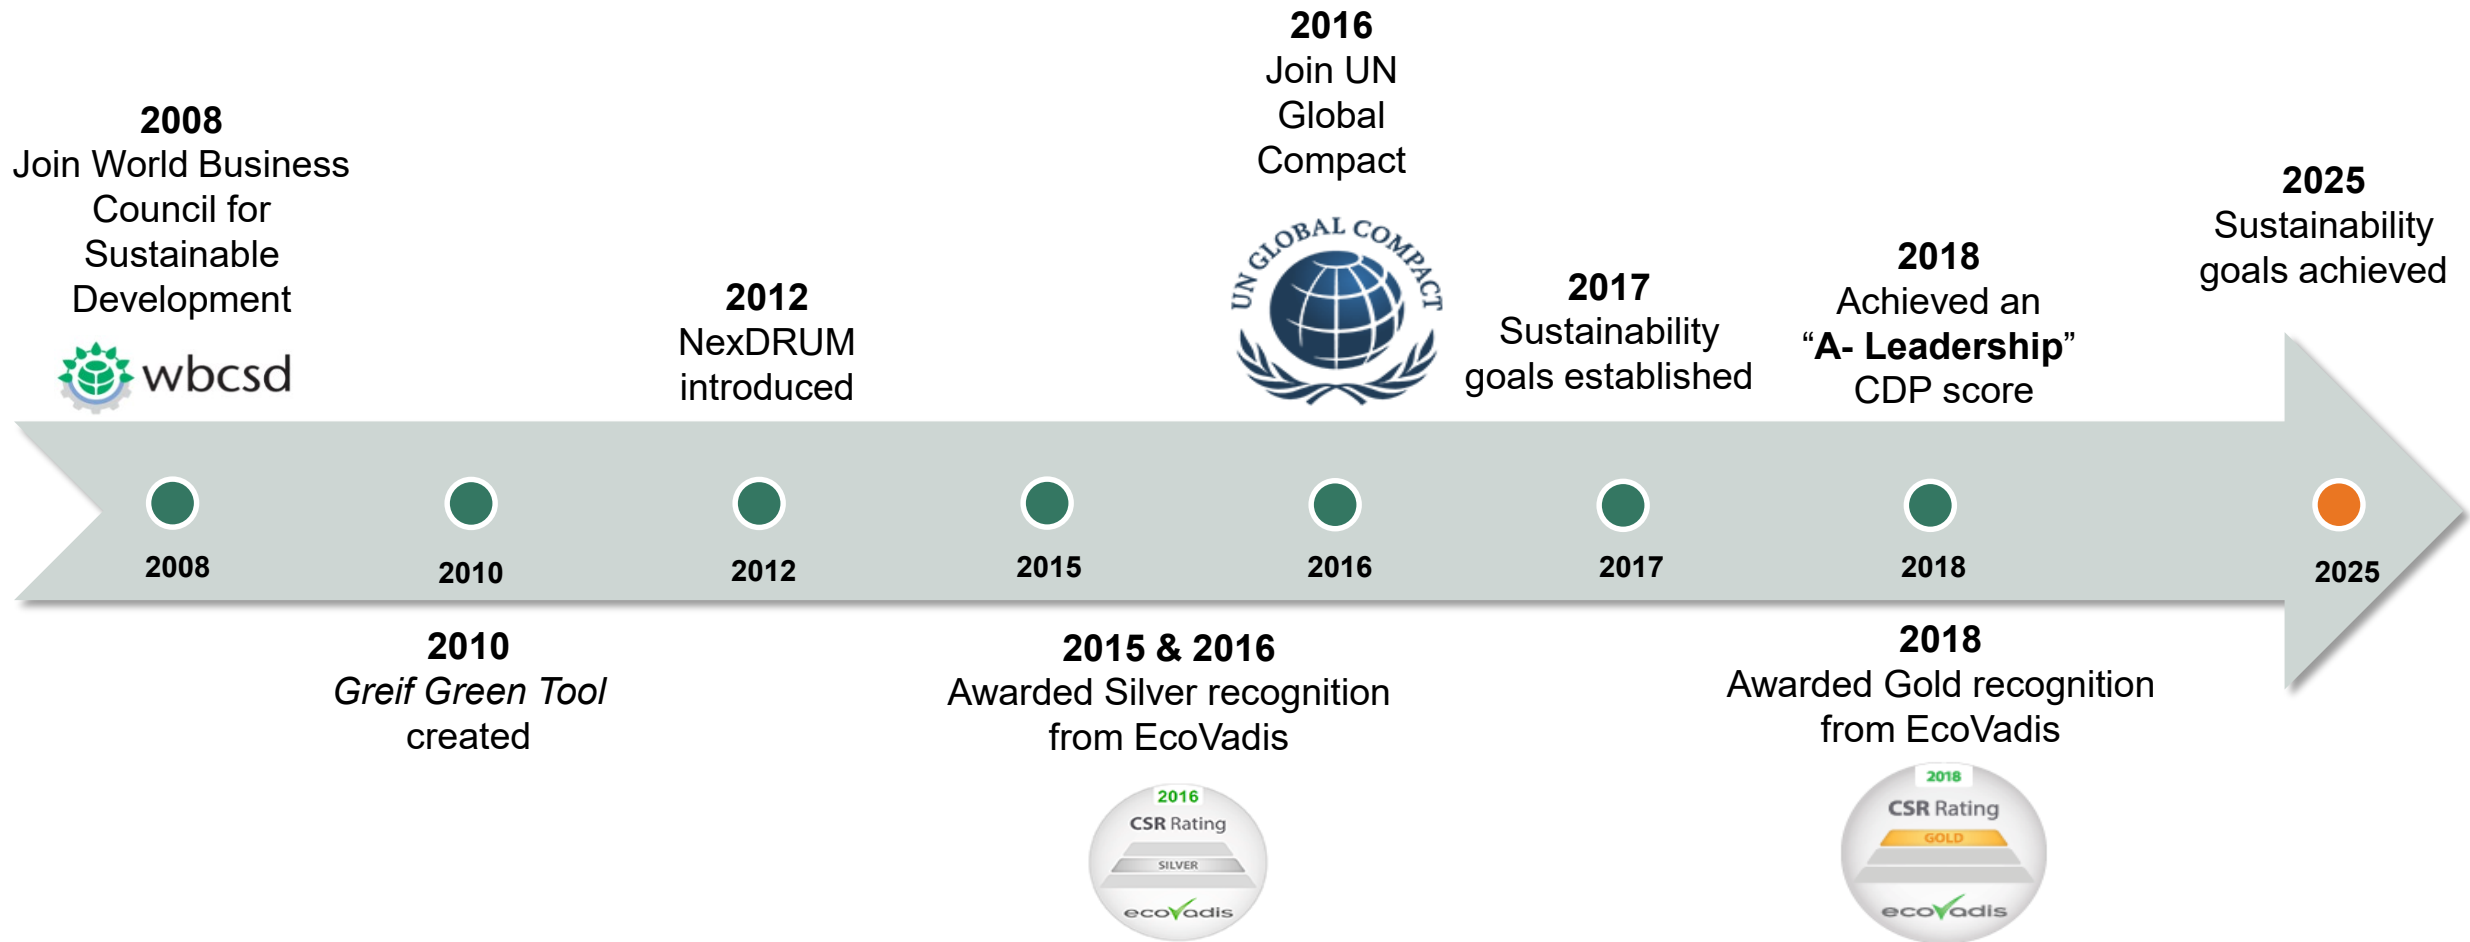 2008
Join World Business
Council for
Sustainable
Development
wbcsd
2012
NexDRUM
introduced
2016
Join UN
Global
Compact
UN GLOBAL COMPACT
2017
Sustainability
goals established
2018
Achieved an
“A- Leadership”
CDP score
2025
Sustainability
goals achieved
2008
2010
2012
2015
2016
2017
2018
2025
2010
Greif Green Tool
created
2015 & 2016
Awarded Silver recognition
from EcoVadis
2016
CSR Rating
SILVER
ecovadis
2018
Awarded Gold recognition
from EcoVadis
2018
CSR Rating
GOLD
ecovadis